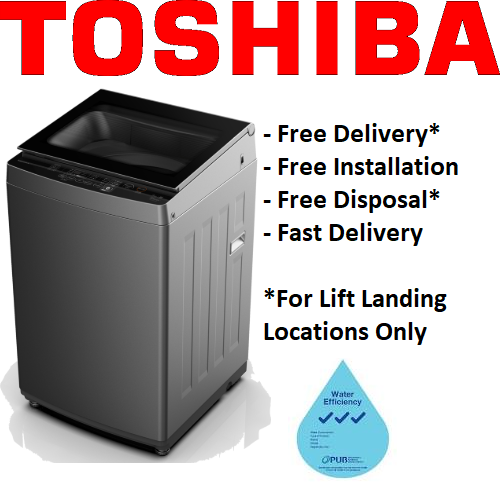 TOSHIBA
- Free Delivery*
- Free Installation
- Free Disposal*
- Fast Delivery
*For Lift Landing
Locations Only
Water
Efficiency
PUB